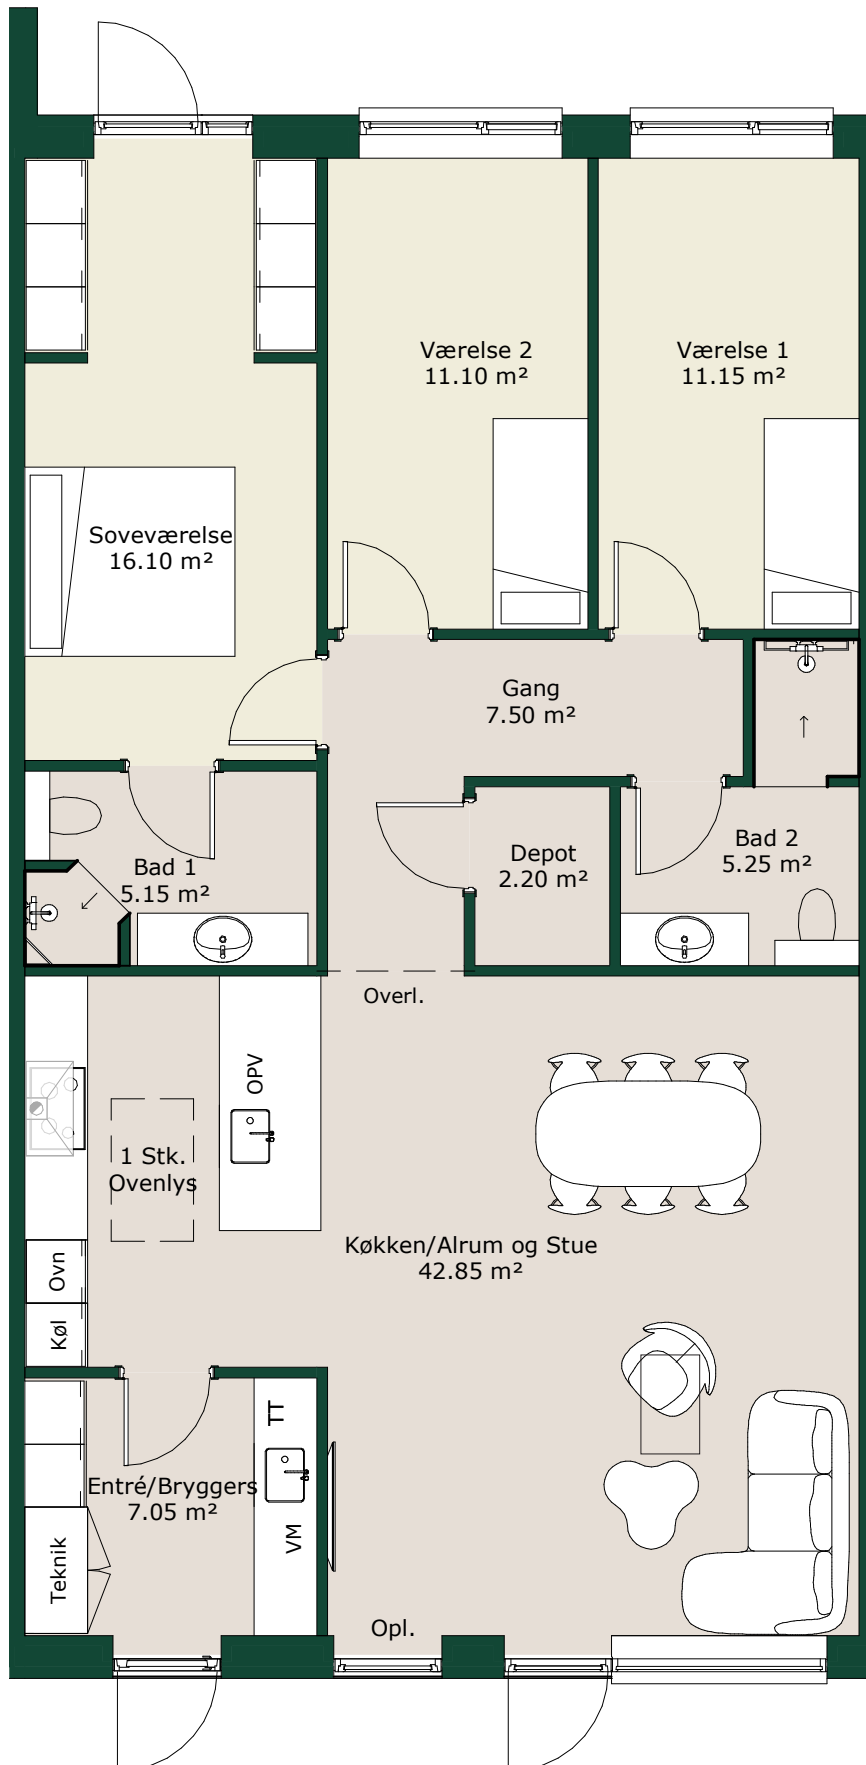 Værelse 2
11.10 m²
Værelse 1
11.15 m²
Soveværelse
16.10 m²
Gang
7.50 m²
Bad 1
5.15 m²
Depot
2.20 m²
Bad 2
5.25 m²
Overl.
OPV
1 Stk.
Ovenlys
Køkken/Alrum og Stue
42.85 m²
Ovn
Køl
TT
Entré/Bryggers
7.05 m²
VM
Teknik
Opl.